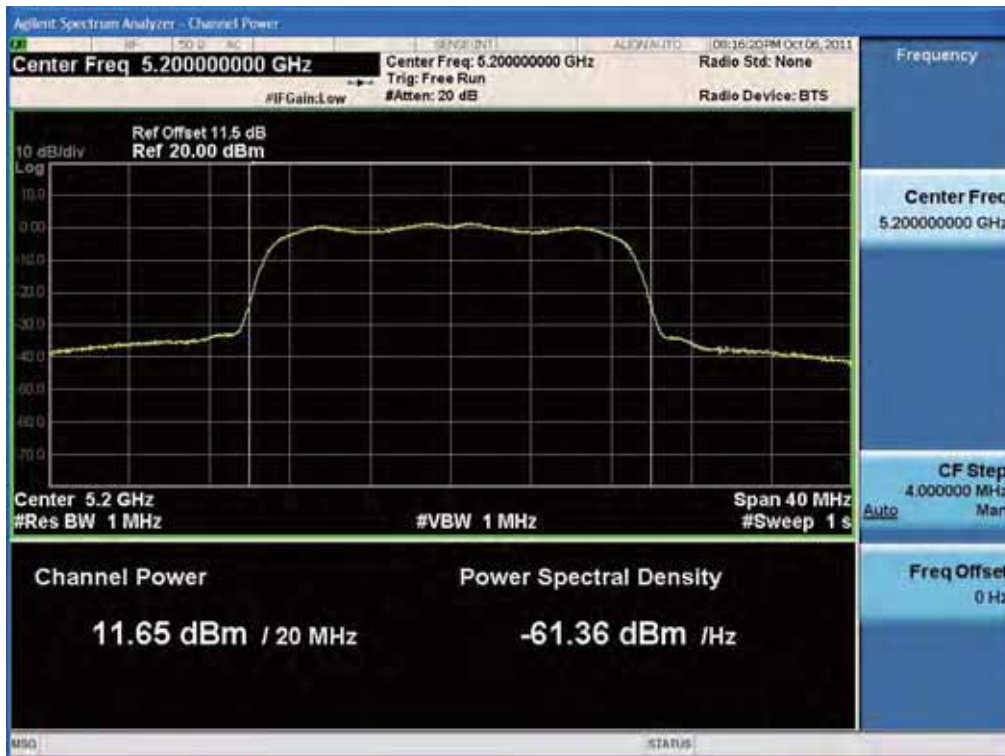 Agilent Spectrum Analyzer - Channel Power
RF 50 Ω AC SENSE:INT ALIGN AUTO 08:16:20 PM Oct 06, 2011
Center Freq 5.200000000 GHz
Center Freq: 5.200000000 GHz
Radio Std: None
Trig: Free Run
#IFGain:Low
#Atten: 20 dB
Radio Device: BTS
Ref Offset 11.5 dB
10 dB/div
Ref 20.00 dBm
Log
10.0
0.00
-10.0
-20.0
-30.0
-40.0
-50.0
-60.0
-70.0
Center 5.2 GHz
Span 40 MHz
#Res BW 1 MHz
#VBW 1 MHz
#Sweep 1 s
Channel Power
Power Spectral Density
11.65 dBm / 20 MHz
-61.36 dBm /Hz
Frequency
Center Freq
5.200000000 GHz
CF Step
4.000000 MHz
Auto Man
Freq Offset
0 Hz
MSG
STATUS